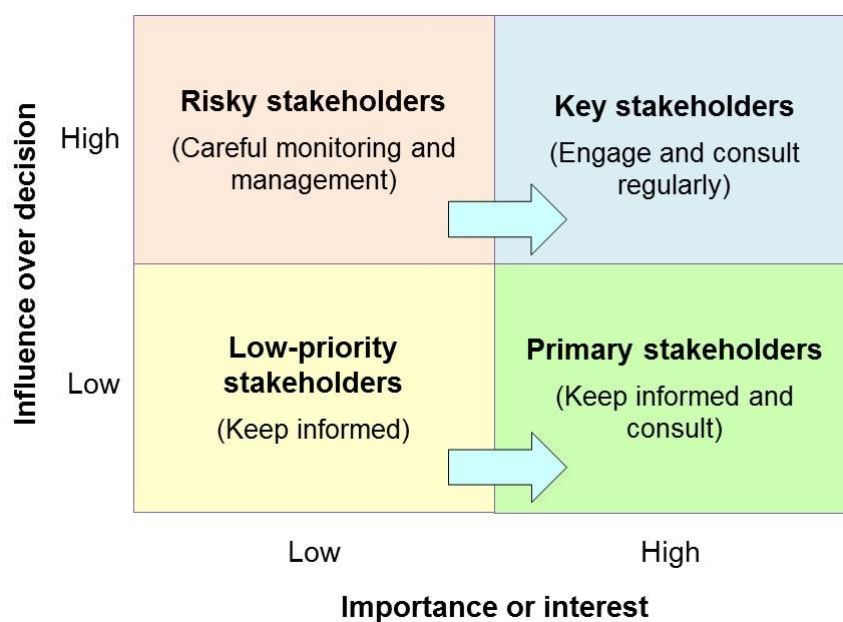 Influence over decision
High
Low
Risky stakeholders
(Careful monitoring and
management)
Key stakeholders
(Engage and consult
regularly)
Low-priority
stakeholders
(Keep informed)
Primary stakeholders
(Keep informed and
consult)
Low
High
Importance or interest